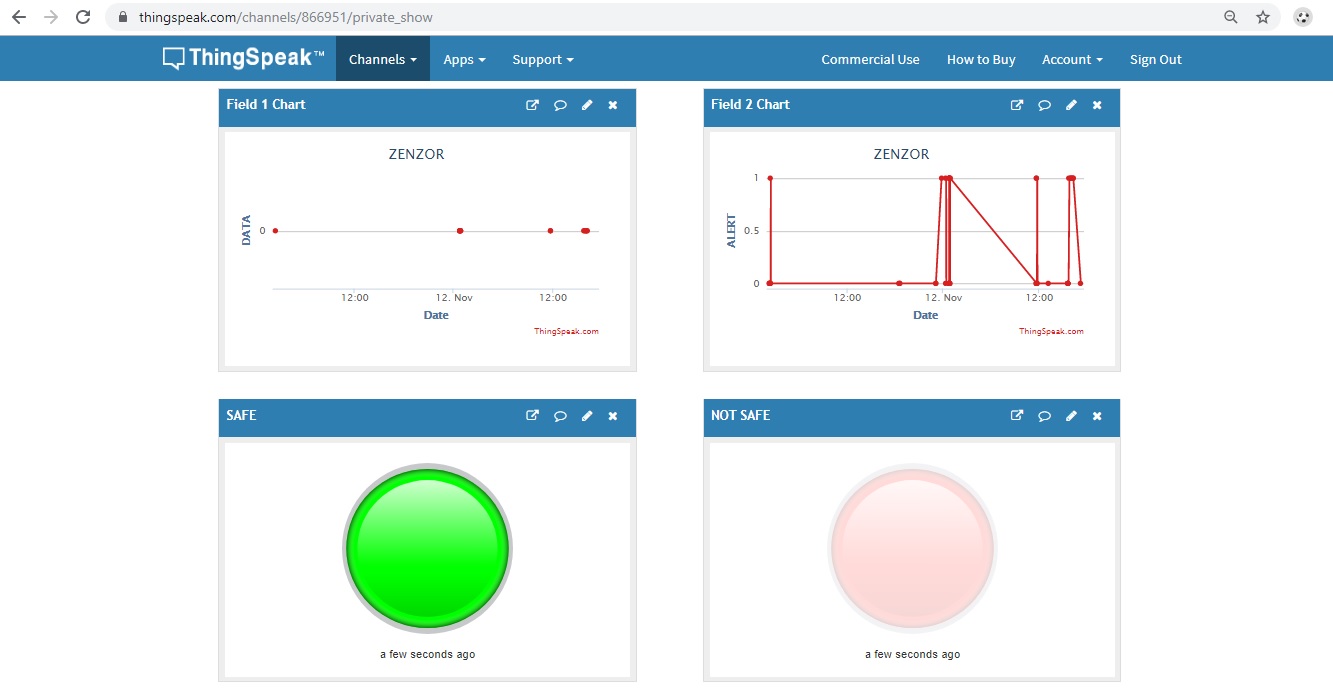 thingspeak.com/channels/866951/private_show
ThingSpeak™ Channels Apps Support Commercial Use How to Buy Account Sign Out
Field 1 Chart
ZENZOR
DATA
0
12:00 12. Nov 12:00
Date
ThingSpeak.com
Field 2 Chart
ZENZOR
ALERT
1
0.5
0
12:00 12. Nov 12:00
Date
ThingSpeak.com
SAFE
a few seconds ago
NOT SAFE
a few seconds ago